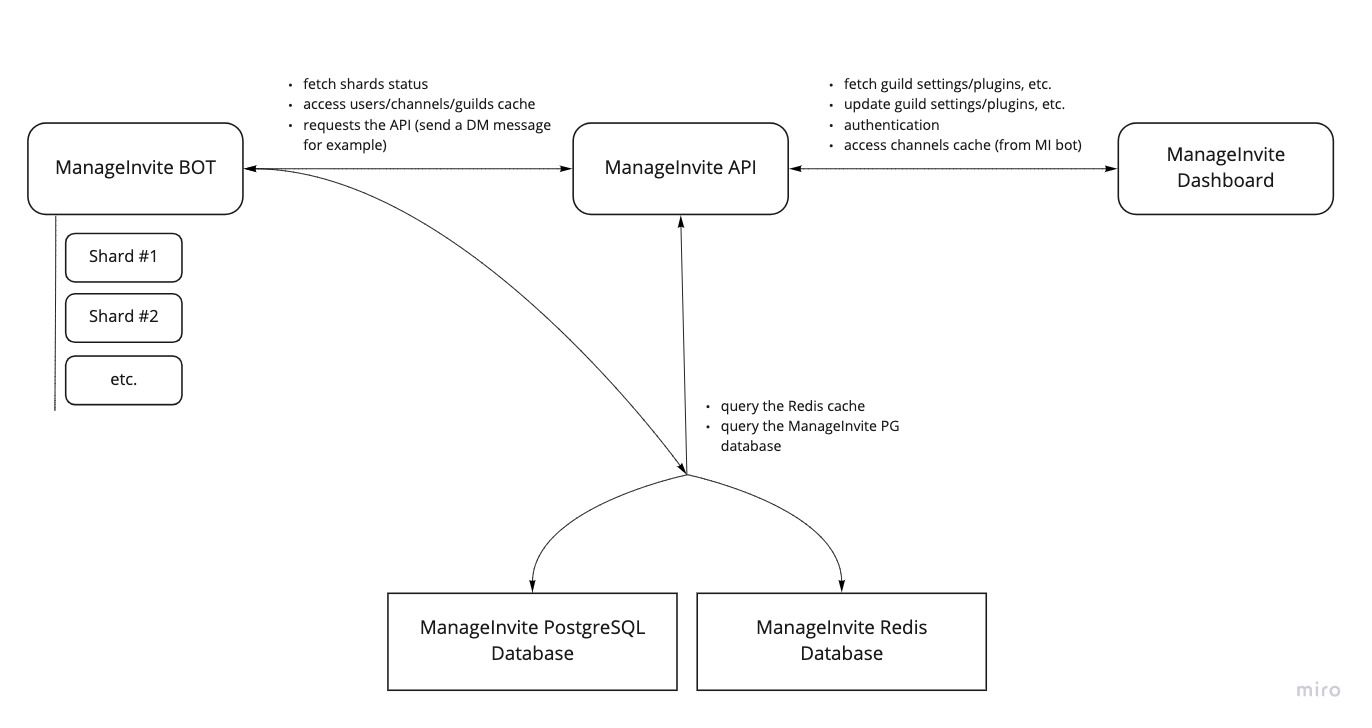 • fetch shards status
• access users/channels/guilds cache
• requests the API (send a DM message
for example)
• fetch guild settings/plugins, etc.
• update guild settings/plugins, etc.
• authentication
• access channels cache (from MI bot)
ManageInvite BOT
ManageInvite API
ManageInvite
Dashboard
Shard #1
Shard #2
etc.
• query the Redis cache
• query the ManageInvite PG
database
ManageInvite PostgreSQL
Database
ManageInvite Redis
Database
miro